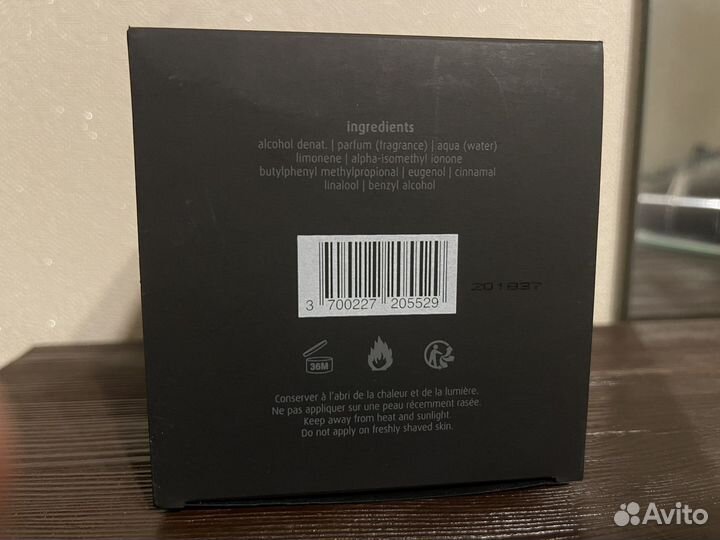 ingredients
alcohol denat. | parfum (fragrance) | aqua (water)
limonene | alpha-isomethyl ionone
butylphenyl methylpropional | eugenol | cinnamal
linalool | benzyl alcohol
3 700227 205529
201837
36M
Conserver à l'abri de la chaleur et de la lumière.
Ne pas appliquer sur une peau récemment rasée.
Keep away from heat and sunlight.
Do not apply on freshly shaved skin.
Avito